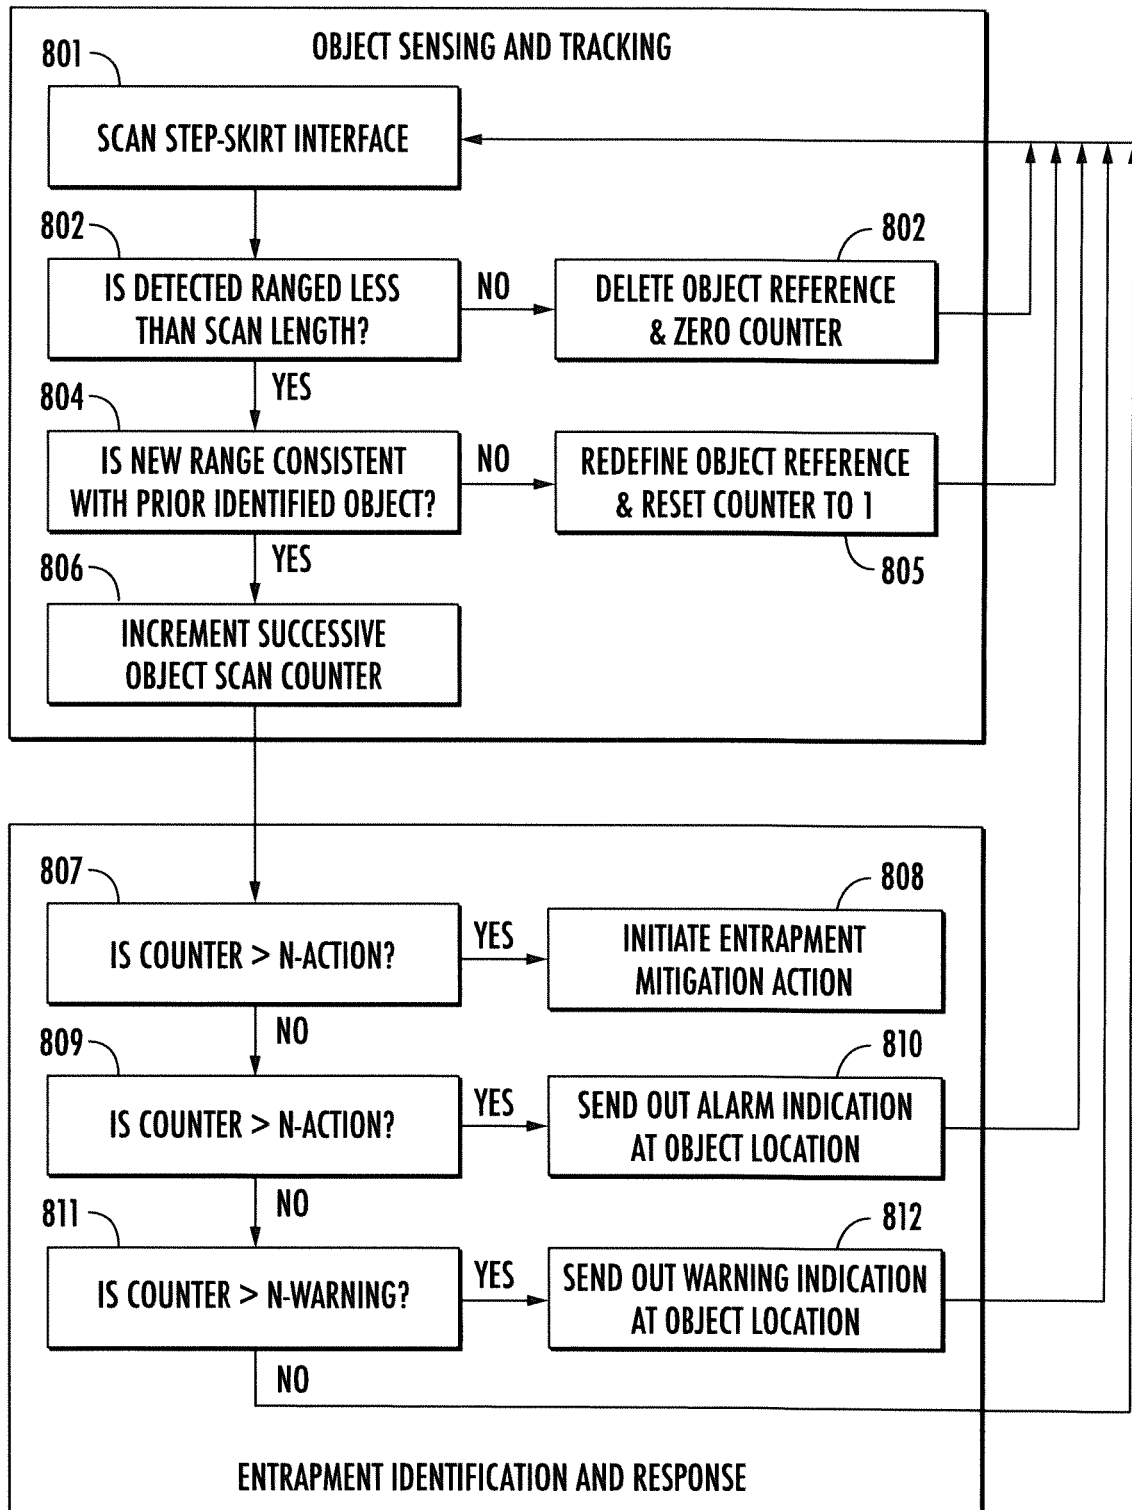 OBJECT SENSING AND TRACKING
801
SCAN STEP-SKIRT INTERFACE
802
IS DETECTED RANGED LESS
THAN SCAN LENGTH?
NO
802
DELETE OBJECT REFERENCE
& ZERO COUNTER
YES
804
IS NEW RANGE CONSISTENT
WITH PRIOR IDENTIFIED OBJECT?
NO
REDEFINE OBJECT REFERENCE
& RESET COUNTER TO 1
805
YES
806
INCREMENT SUCCESSIVE
OBJECT SCAN COUNTER
807
IS COUNTER > N-ACTION?
YES
808
INITIATE ENTRAPMENT
MITIGATION ACTION
NO
809
IS COUNTER > N-ACTION?
YES
810
SEND OUT ALARM INDICATION
AT OBJECT LOCATION
NO
811
IS COUNTER > N-WARNING?
YES
812
SEND OUT WARNING INDICATION
AT OBJECT LOCATION
NO
ENTRAPMENT IDENTIFICATION AND RESPONSE